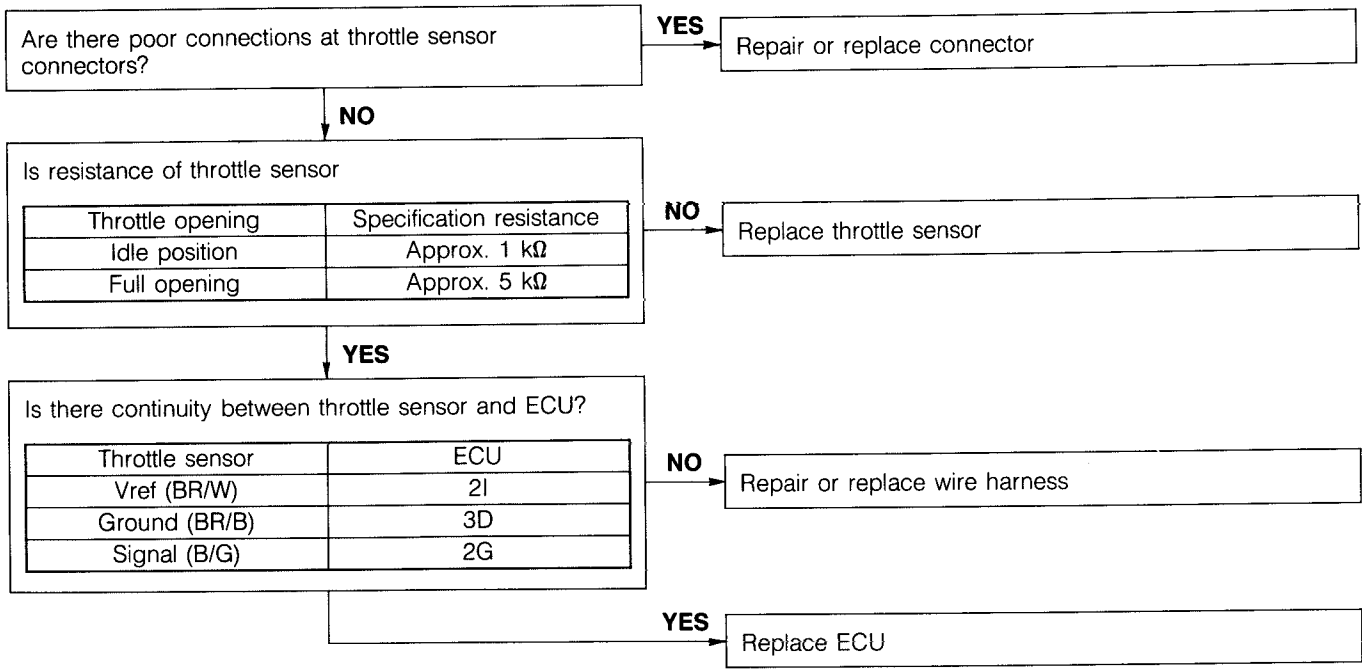 Are there poor connections at throttle sensor
connectors?
YES
Repair or replace connector
NO
Is resistance of throttle sensor
Throttle opening Specification resistance
Idle position Approx. 1 kΩ
Full opening Approx. 5 kΩ
NO
Replace throttle sensor
YES
Is there continuity between throttle sensor and ECU?
Throttle sensor ECU
Vref (BR/W) 2I
Ground (BR/B) 3D
Signal (B/G) 2G
NO
Repair or replace wire harness
YES
Replace ECU